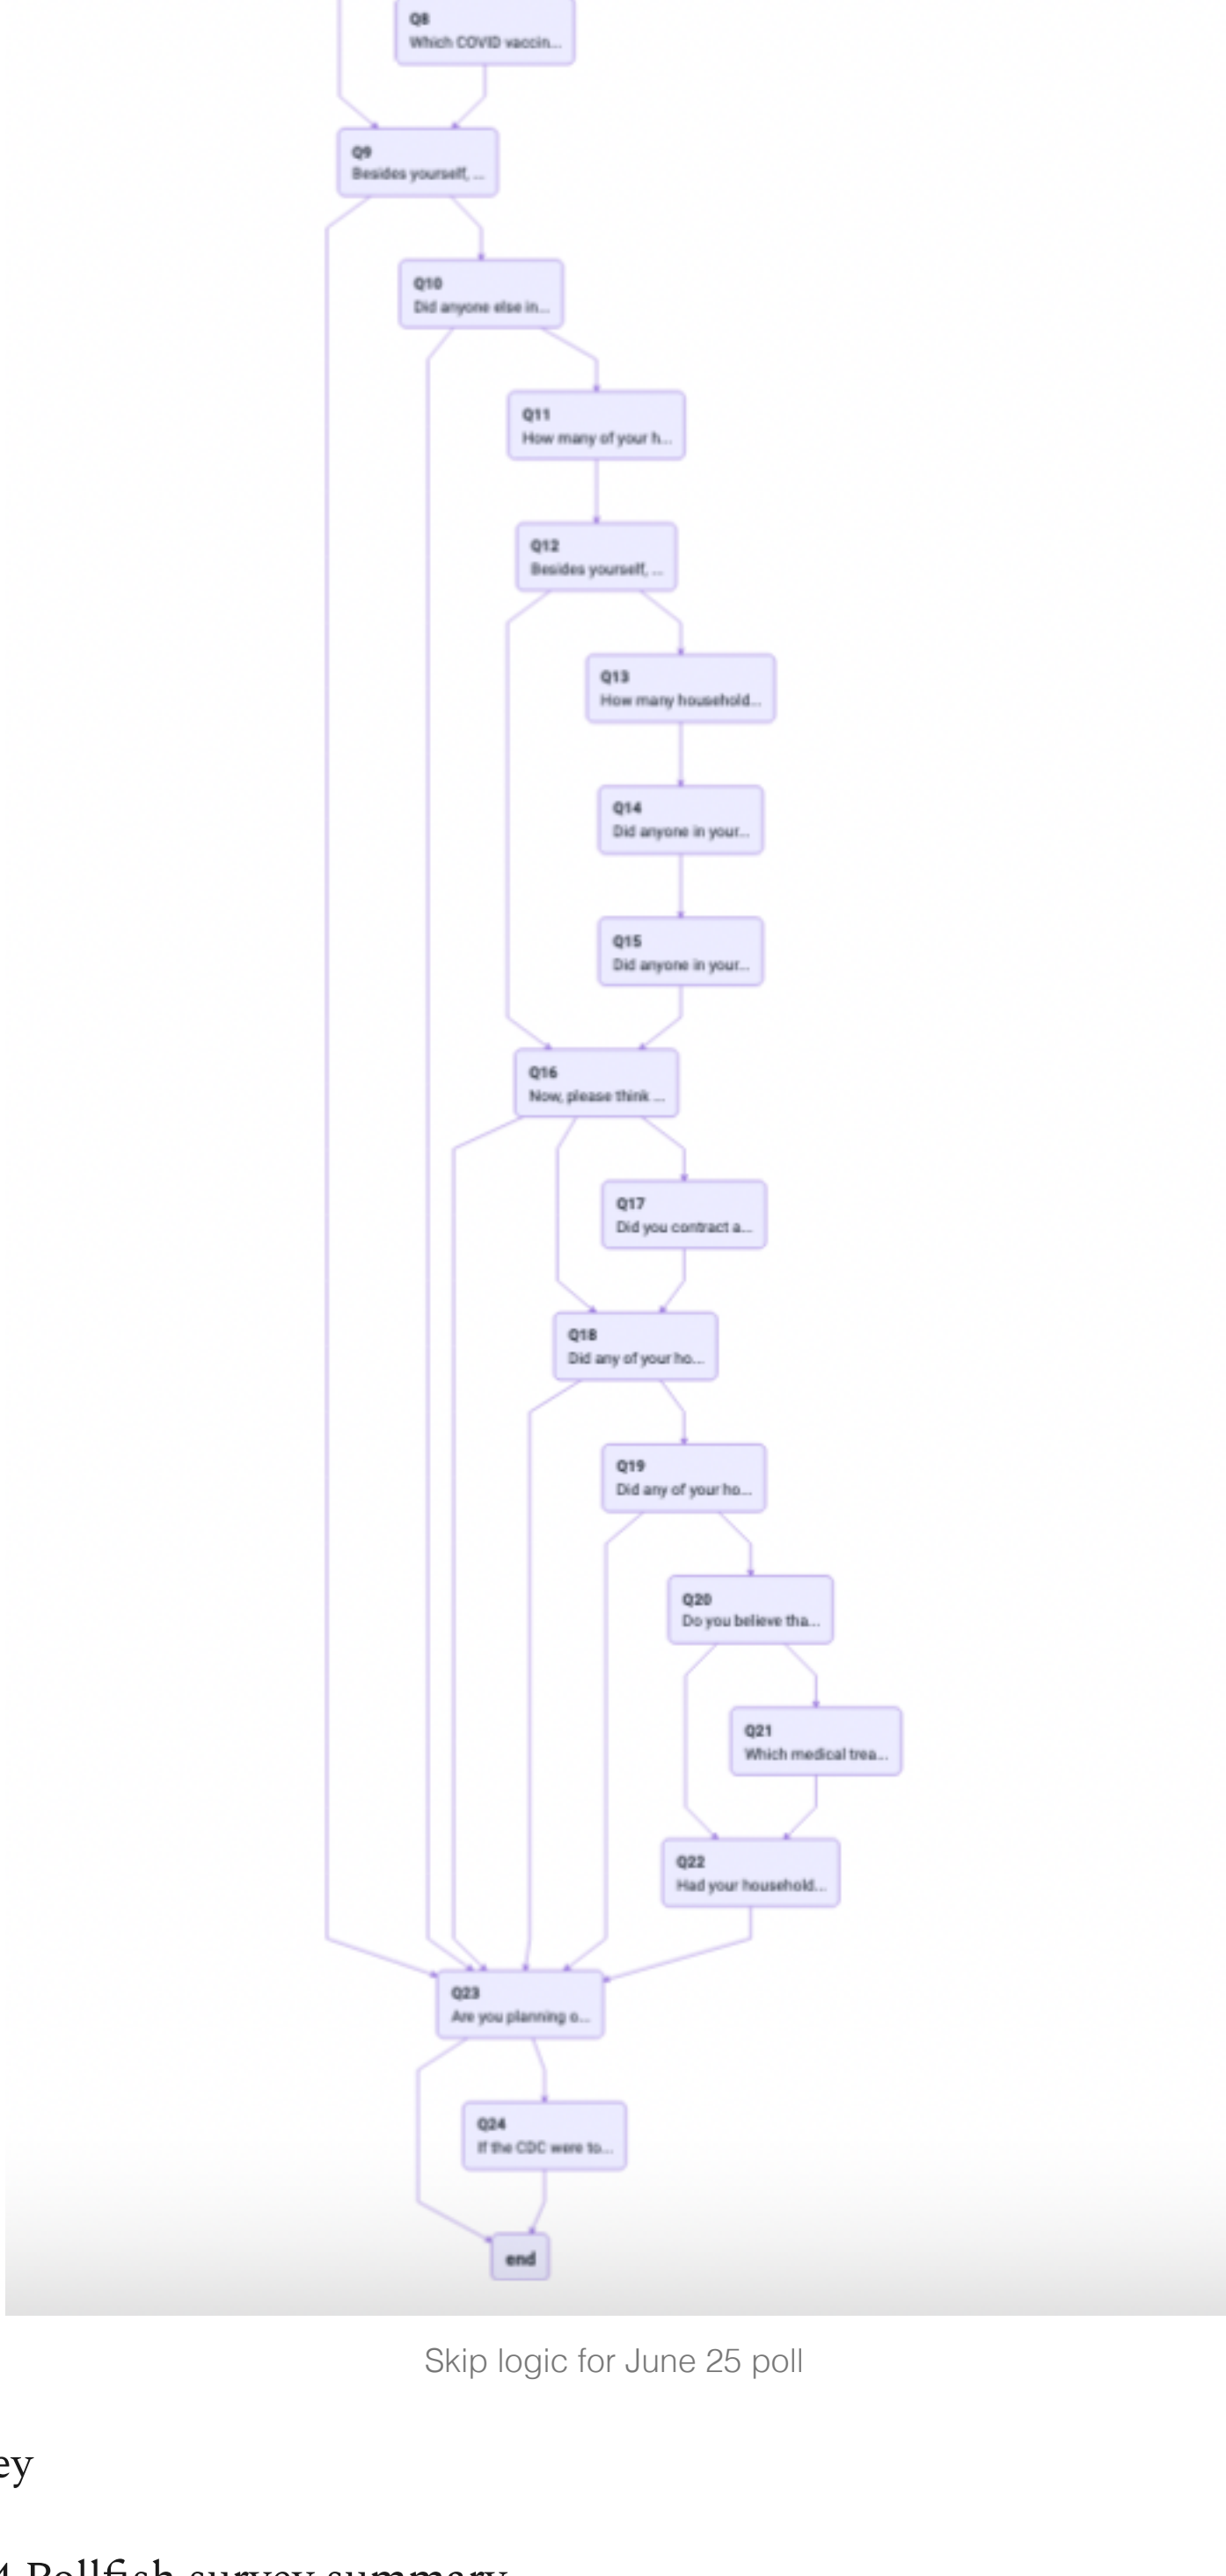 Q8
Which COVID vaccin...
Q9
Besides yourself, ...
Q10
Did anyone else in...
Q11
How many of your h...
Q12
Besides yourself, ...
Q13
How many household...
Q14
Did anyone in your...
Q15
Did anyone in your...
Q16
Now, please think ...
Q17
Did you contract a...
Q18
Did any of your ho...
Q19
Did any of your ho...
Q20
Do you believe tha...
Q21
Which medical trea...
Q22
Had your household...
Q23
Are you planning o...
Q24
If the CDC were to...
end
Skip logic for June 25 poll
ey
4 Pollfish survey summary